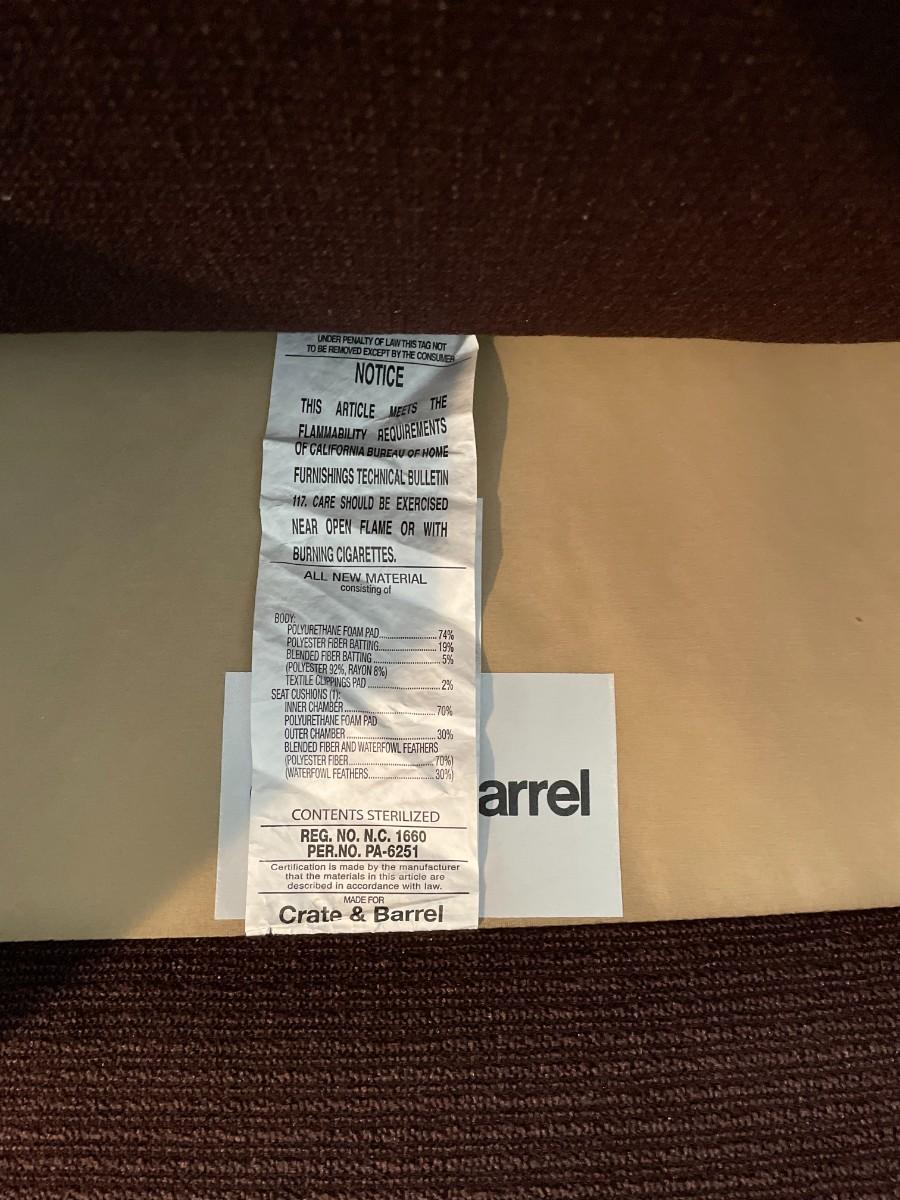 UNDER PENALTY OF LAW THIS TAG NOT
TO BE REMOVED EXCEPT BY THE CONSUMER
NOTICE
THIS ARTICLE MEETS THE
FLAMMABILITY REQUIREMENTS
OF CALIFORNIA BUREAU OF HOME
FURNISHINGS TECHNICAL BULLETIN
117. CARE SHOULD BE EXERCISED
NEAR OPEN FLAME OR WITH
BURNING CIGARETTES.
ALL NEW MATERIAL
consisting of
BODY:
POLYURETHANE FOAM PAD.....................74%
POLYESTER FIBER BATTING.....................19%
BLENDED FIBER BATTING.........................5%
(POLYESTER 92%, RAYON 8%)
TEXTILE CLIPPINGS PAD...........................2%
SEAT CUSHIONS (1):
INNER CHAMBER.................................70%
POLYURETHANE FOAM PAD
OUTER CHAMBER.................................30%
BLENDED FIBER AND WATERFOWL FEATHERS
(POLYESTER FIBER................................70%)
(WATERFOWL FEATHERS........................30%)
arrel
CONTENTS STERILIZED
REG. NO. N.C. 1660
PER.NO. PA-6251
Certification is made by the manufacturer
that the materials in this article are
described in accordance with law.
MADE FOR
Crate & Barrel